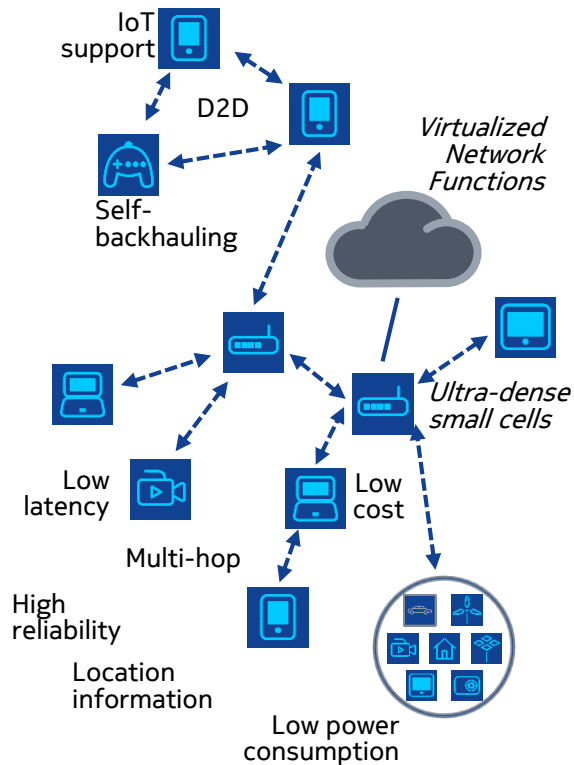 IoT
support
D2D
Virtualized
Network
Functions
Self-
backhauling
Ultra-dense
small cells
Low
latency
Low
cost
Multi-hop
High
reliability
Location
information
Low power
consumption